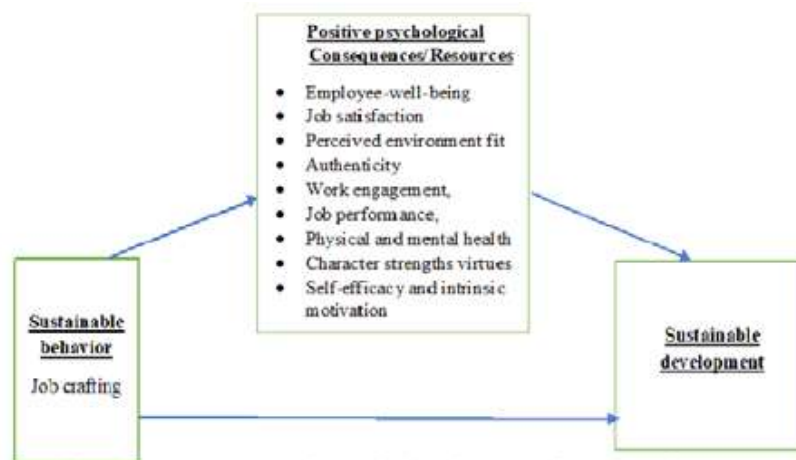 Positive psychological
Consequences/Resources
• Employee-well-being
• Job satisfaction
• Perceived environment fit
• Authenticity
• Work engagement,
• Job performance,
• Physical and mental health
• Character strengths virtues
• Self-efficacy and intrinsic
motivation
Sustainable
behavior
Job crafting
Sustainable
development